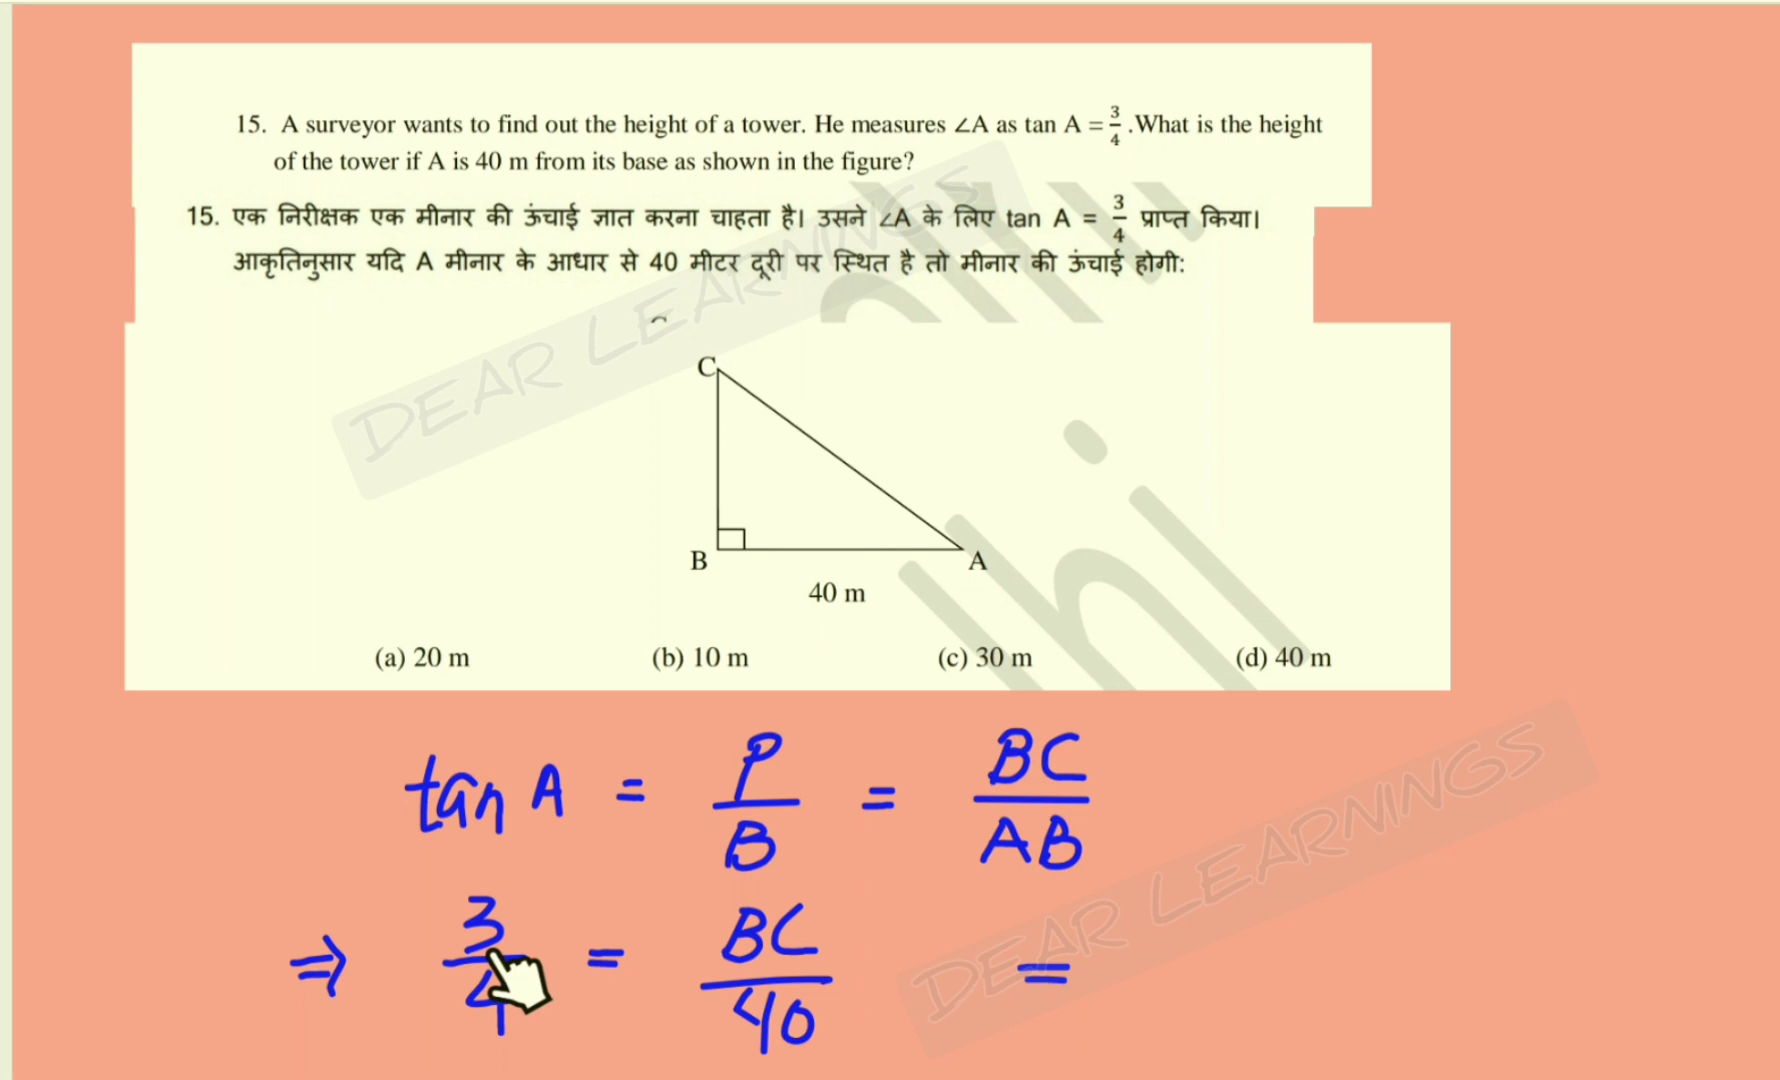 15. A surveyor wants to find out the height of a tower. He measures ∠A as tan A = 3/4 .What is the height
of the tower if A is 40 m from its base as shown in the figure?
15. एक निरीक्षक एक मीनार की ऊंचाई ज्ञात करना चाहता है। उसने ∠A के लिए tan A = 3/4 प्राप्त किया।
आकृतिनुसार यदि A मीनार के आधार से 40 मीटर दूरी पर स्थित है तो मीनार की ऊंचाई होगी:
DEAR LEARNINGS
C
B
A
40 m
(a) 20 m (b) 10 m (c) 30 m (d) 40 m
tan A = P/B = BC/AB
⇒ 3/4 = BC/40 =
DEAR LEARNINGS